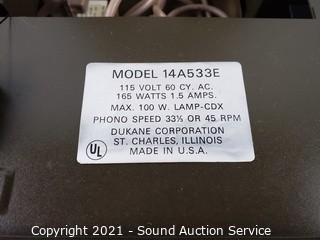 MODEL 14A533E
115 VOLT 60 CY. AC.
165 WATTS 1.5 AMPS.
MAX. 100 W. LAMP-CDX
PHONO SPEED 33⅓ OR 45 RPM
DUKANE CORPORATION
ST. CHARLES, ILLINOIS
MADE IN U.S.A.
UL
Copyright 2021 - Sound Auction Service